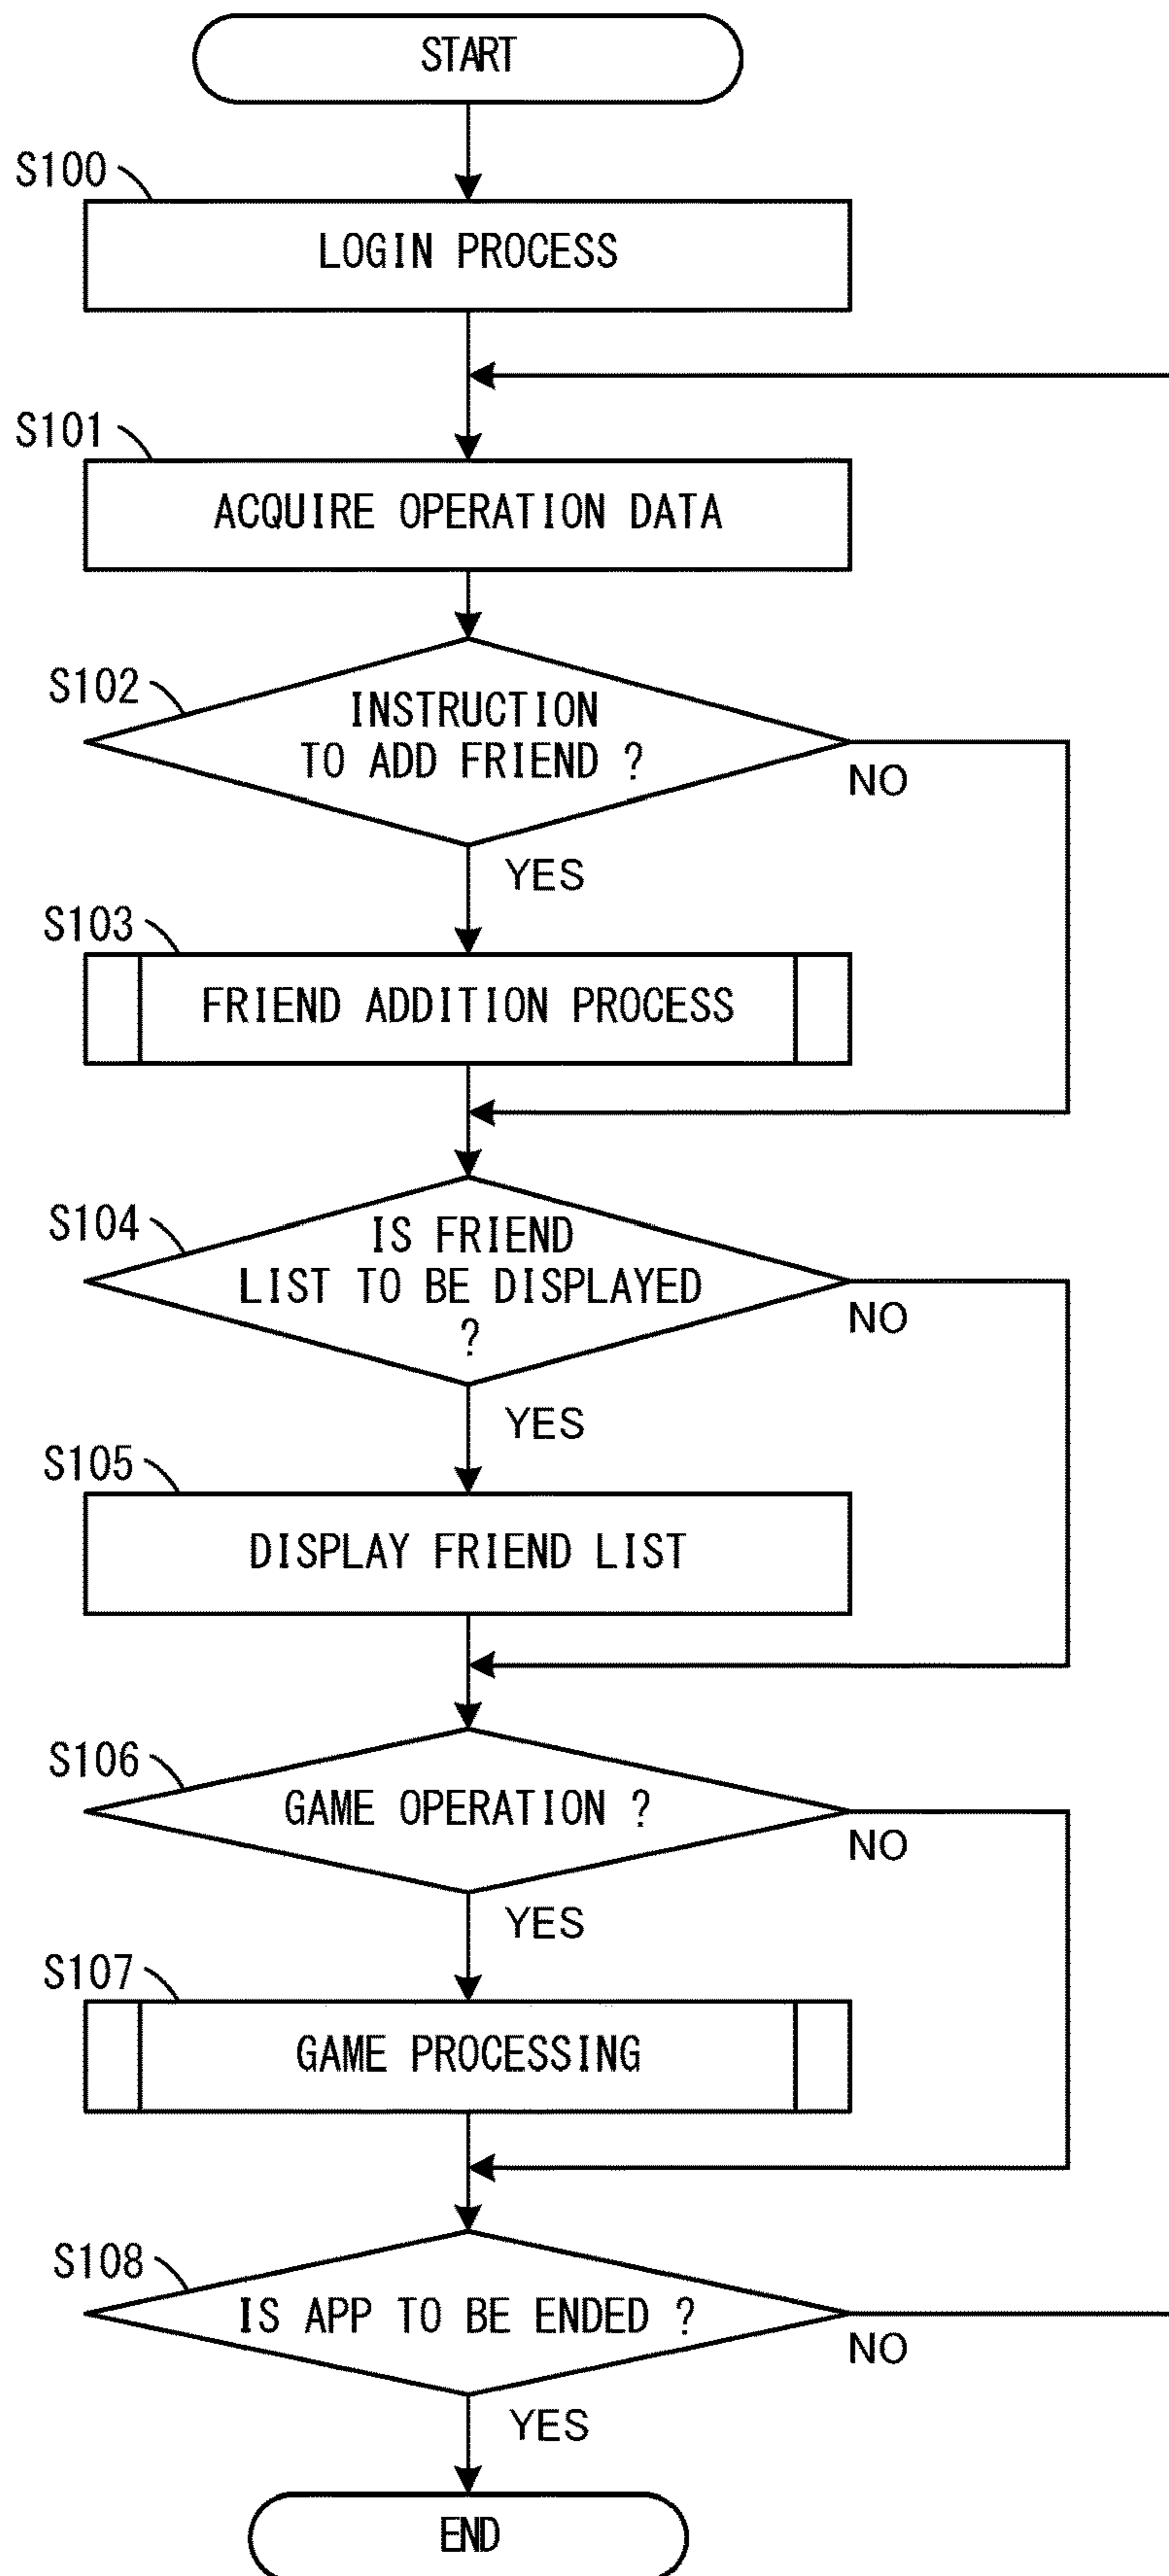 START
S100
LOGIN PROCESS
S101
ACQUIRE OPERATION DATA
S102
INSTRUCTION
TO ADD FRIEND ?
NO
YES
S103
FRIEND ADDITION PROCESS
S104
IS FRIEND
LIST TO BE DISPLAYED
?
NO
YES
S105
DISPLAY FRIEND LIST
S106
GAME OPERATION ?
NO
YES
S107
GAME PROCESSING
S108
IS APP TO BE ENDED ?
NO
YES
END